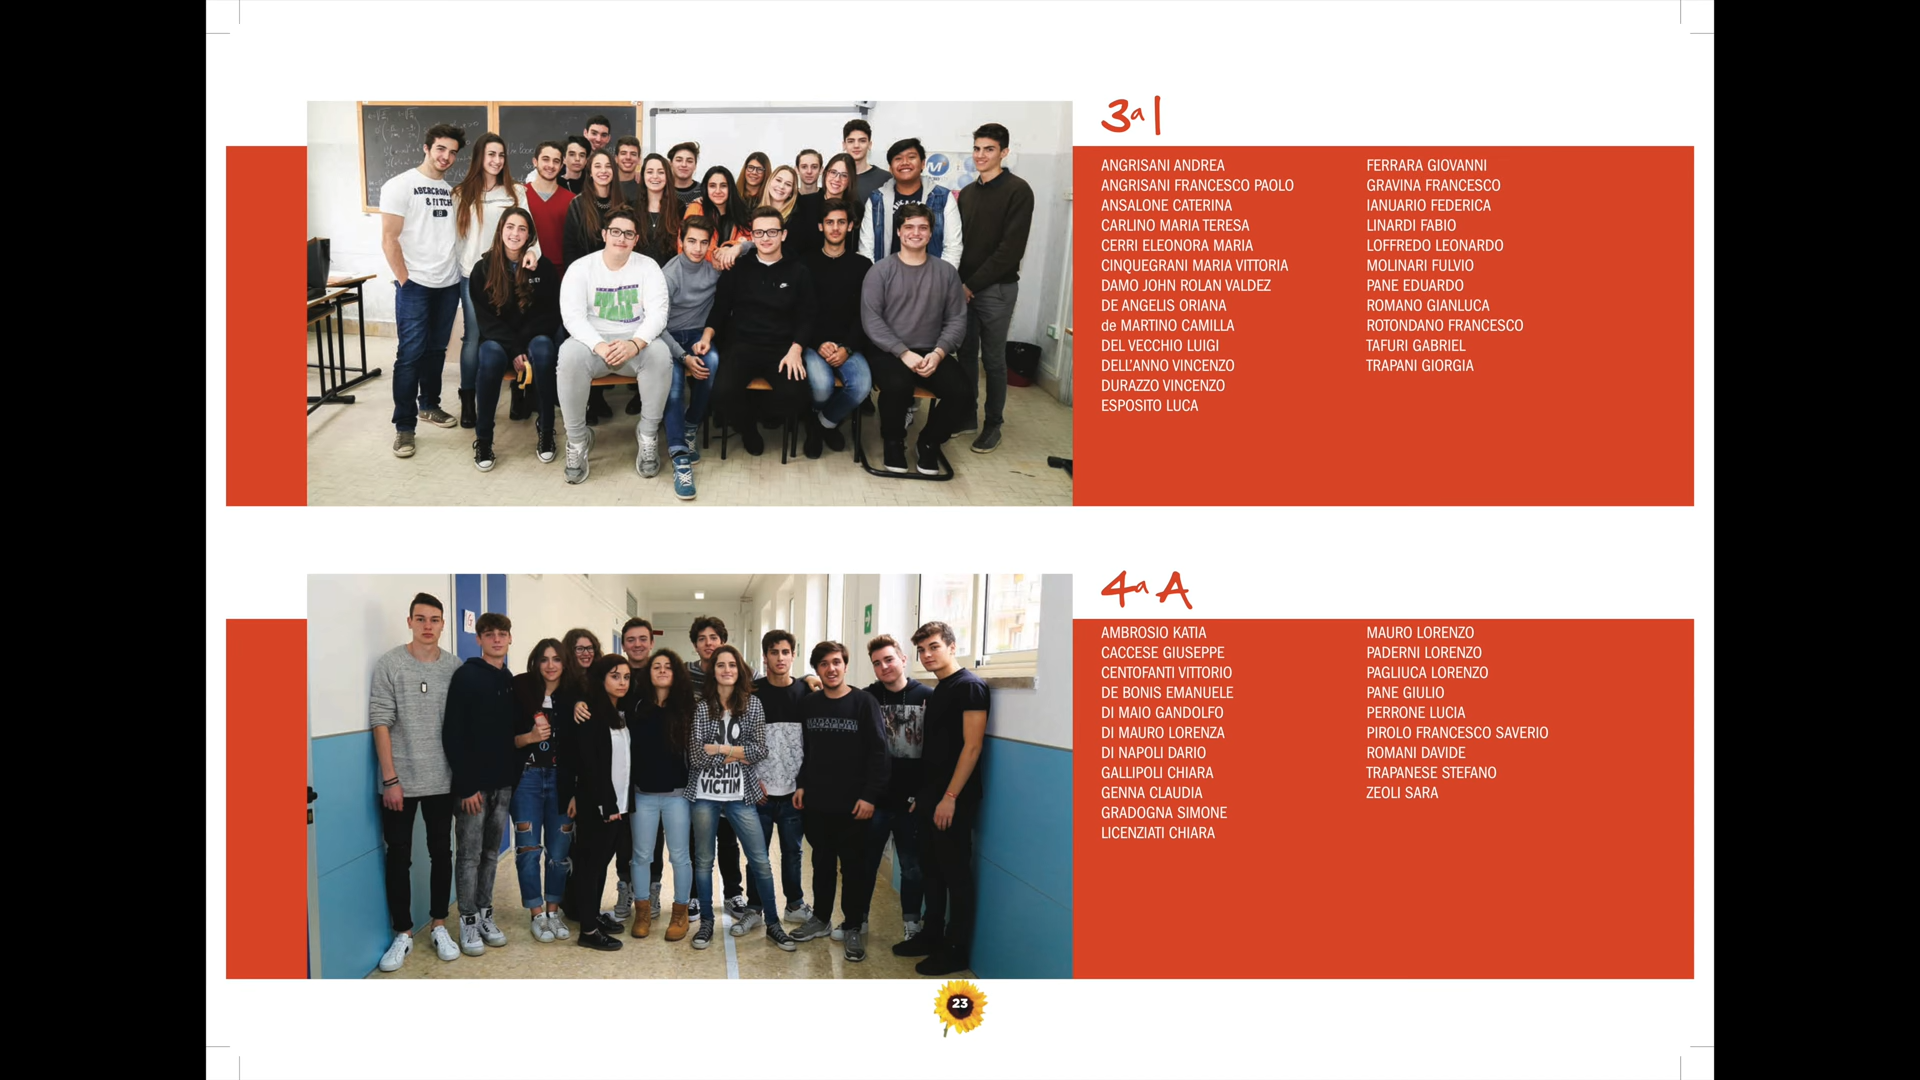 3a I
ANGRISANI ANDREA
ANGRISANI FRANCESCO PAOLO
ANSALONE CATERINA
CARLINO MARIA TERESA
CERRI ELEONORA MARIA
CINQUEGRANI MARIA VITTORIA
DAMO JOHN ROLAN VALDEZ
DE ANGELIS ORIANA
de MARTINO CAMILLA
DEL VECCHIO LUIGI
DELL'ANNO VINCENZO
DURAZZO VINCENZO
ESPOSITO LUCA
FERRARA GIOVANNI
GRAVINA FRANCESCO
IANUARIO FEDERICA
LINARDI FABIO
LOFFREDO LEONARDO
MOLINARI FULVIO
PANE EDUARDO
ROMANO GIANLUCA
ROTONDANO FRANCESCO
TAFURI GABRIEL
TRAPANI GIORGIA
ABERCROM
& FITCH
4a A
AMBROSIO KATIA
CACCESE GIUSEPPE
CENTOFANTI VITTORIO
DE BONIS EMANUELE
DI MAIO GANDOLFO
DI MAURO LORENZA
DI NAPOLI DARIO
GALLIPOLI CHIARA
GENNA CLAUDIA
GRADOGNA SIMONE
LICENZIATI CHIARA
MAURO LORENZO
PADERNI LORENZO
PAGLIUCA LORENZO
PANE GIULIO
PERRONE LUCIA
PIROLO FRANCESCO SAVERIO
ROMANI DAVIDE
TRAPANESE STEFANO
ZEOLI SARA
FASHIO
VICTIM
23